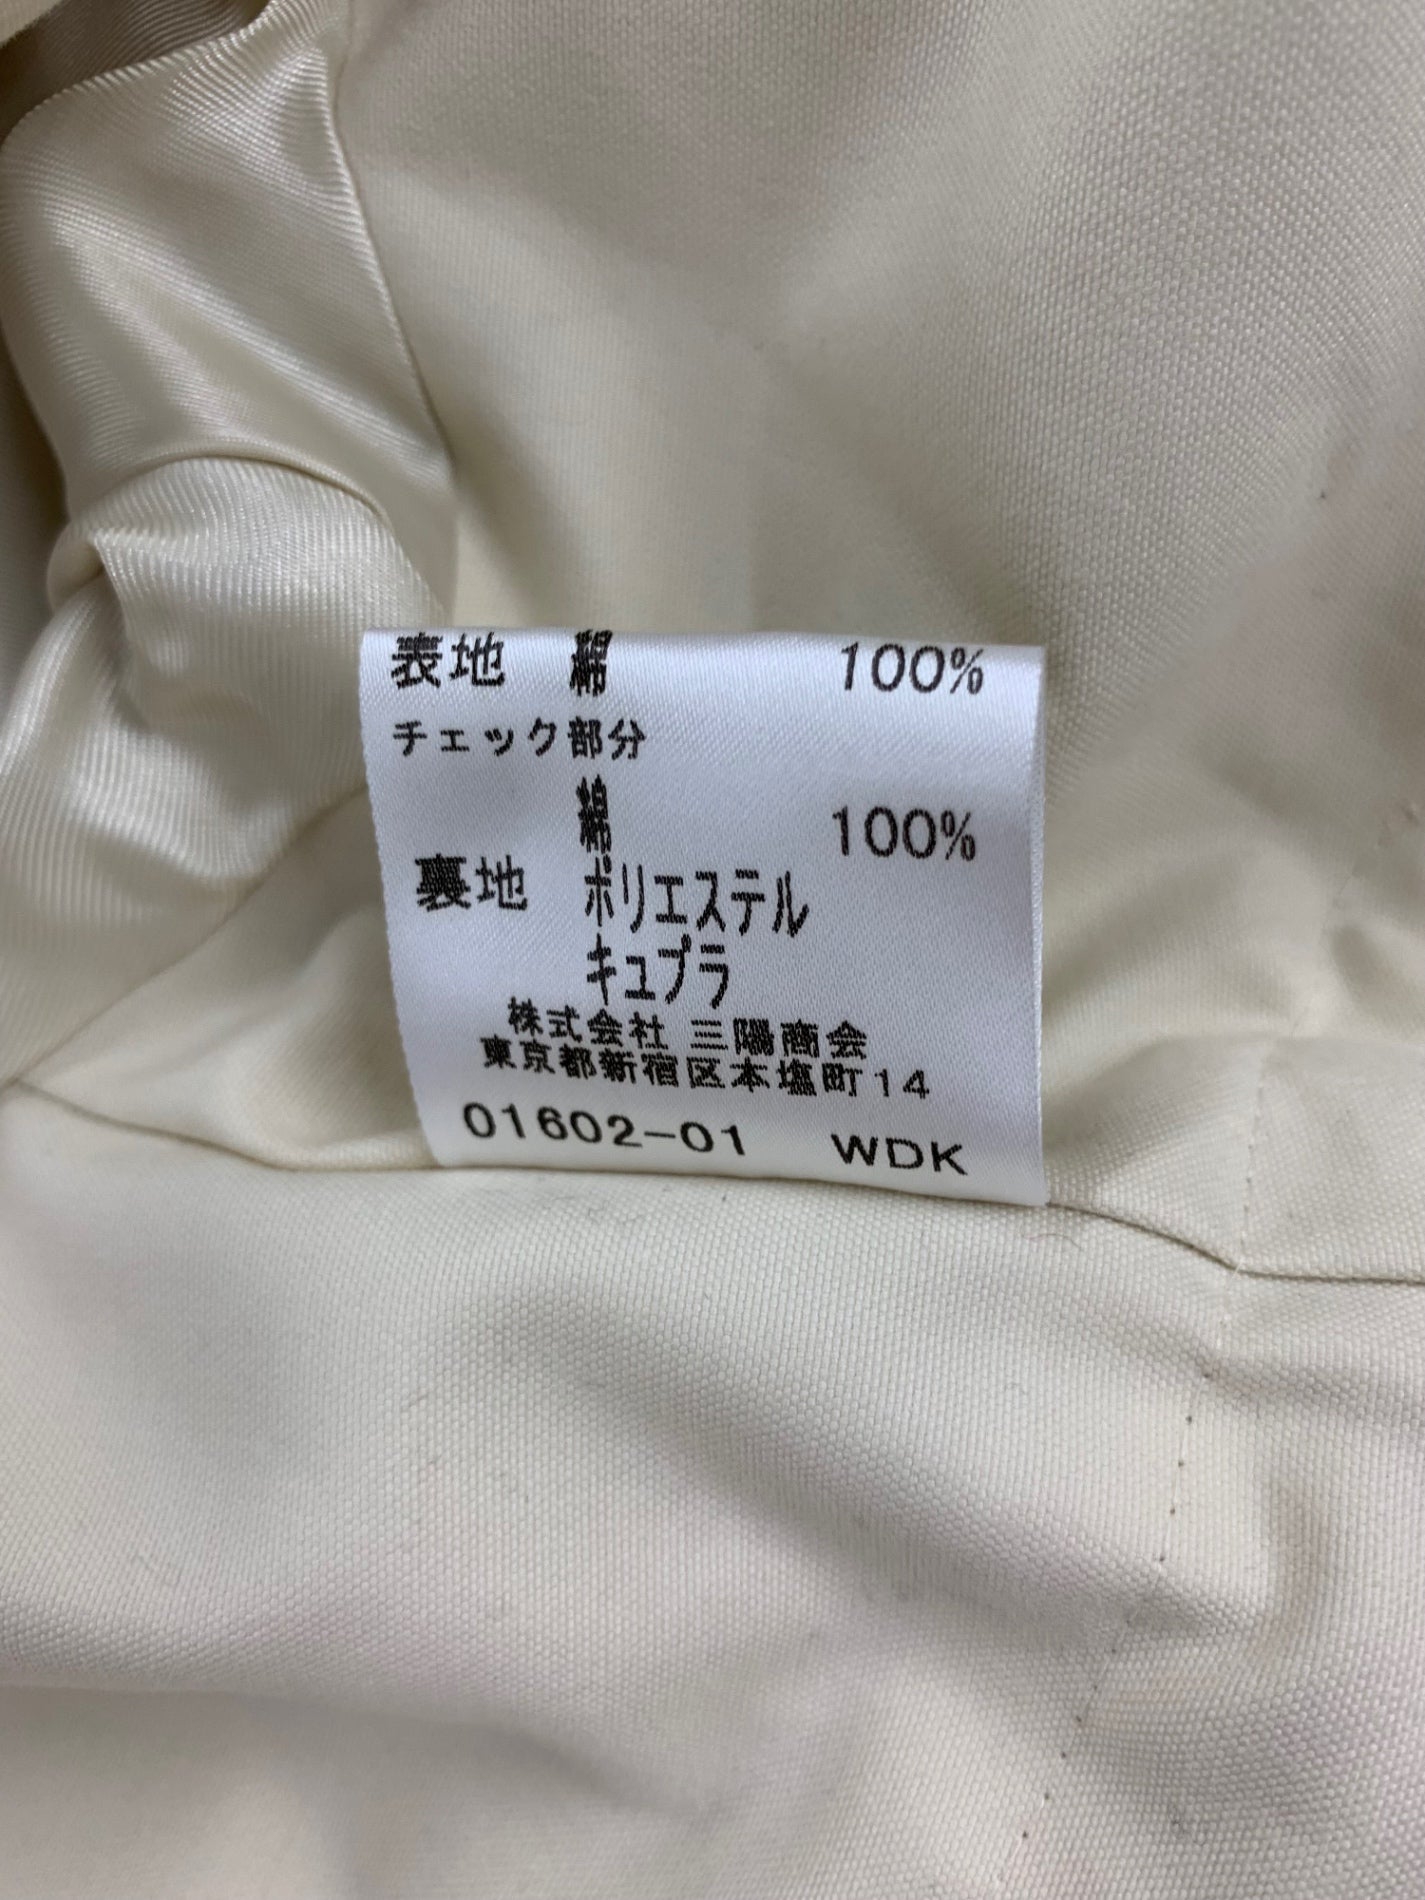 表地 綿 100%
チェック部分
綿 100%
裏地 ポリエステル
キュプラ
株式会社 三陽商会
東京都新宿区本塩町14
01602-01 WDK